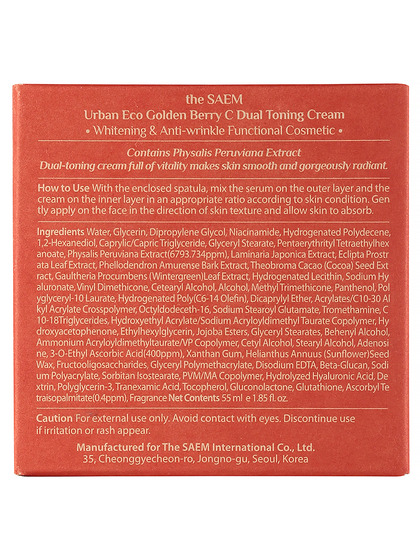 the SAEM
Urban Eco Golden Berry C Dual Toning Cream
• Whitening & Anti-wrinkle Functional Cosmetic •
Contains Physalis Peruviana Extract
Dual-toning cream full of vitality makes skin smooth and gorgeously radiant.
How to Use With the enclosed spatula, mix the serum on the outer layer and the
cream on the inner layer in an appropriate ratio according to skin condition. Gen
tly apply on the face in the direction of skin texture and allow skin to absorb.
Ingredients Water, Glycerin, Dipropylene Glycol, Niacinamide, Hydrogenated Polydecene,
1,2-Hexanediol, Caprylic/Capric Triglyceride, Glyceryl Stearate, Pentaerythrityl Tetraethylhex
anoate, Physalis Peruviana Extract(6793.734ppm), Laminaria Japonica Extract, Eclipta Prostr
ata Leaf Extract, Phellodendron Amurense Bark Extract, Theobroma Cacao (Cocoa) Seed Ext
ract, Gaultheria Procumbens (Wintergreen)Leaf Extract, Hydrogenated Lecithin, Sodium Hy
aluronate, Vinyl Dimethicone, Cetearyl Alcohol, Alcohol, Methyl Trimethicone, Panthenol, Pol
yglyceryl-10 Laurate, Hydrogenated Poly(C6-14 Olefin), Dicaprylyl Ether, Acrylates/C10-30 Al
kyl Acrylate Crosspolymer, Octyldodeceth-16, Sodium Stearoyl Glutamate, Tromethamine, C
10-18Triglycerides, Hydroxyethyl Acrylate/Sodium Acryloyldimethyl Taurate Copolymer, Hy
droxyacetophenone, Ethylhexylglycerin, Jojoba Esters, Glyceryl Stearates, Behenyl Alcohol,
Ammonium Acryloyldimethyltaurate/VP Copolymer, Cetyl Alcohol, Stearyl Alcohol, Adenosi
ne, 3-O-Ethyl Ascorbic Acid(400ppm), Xanthan Gum, Helianthus Annuus (Sunflower)Seed
Wax, Fructooligosaccharides, Glyceryl Polymethacrylate, Disodium EDTA, Beta-Glucan, Sodi
um Polyacrylate, Sorbitan Isostearate, PVM/MA Copolymer, Hydrolyzed Hyaluronic Acid, De
xtrin, Polyglycerin-3, Tranexamic Acid, Tocopherol, Gluconolactone, Glutathione, Ascorbyl Te
traisopalmitate(0.4ppm), Fragrance Net Contents 55 ml e 1.85 fl. oz.
Caution For external use only. Avoid contact with eyes. Discontinue use
if irritation or rash appear.
Manufactured for The SAEM International Co., Ltd.
35, Cheonggyecheon-ro, Jongno-gu, Seoul, Korea